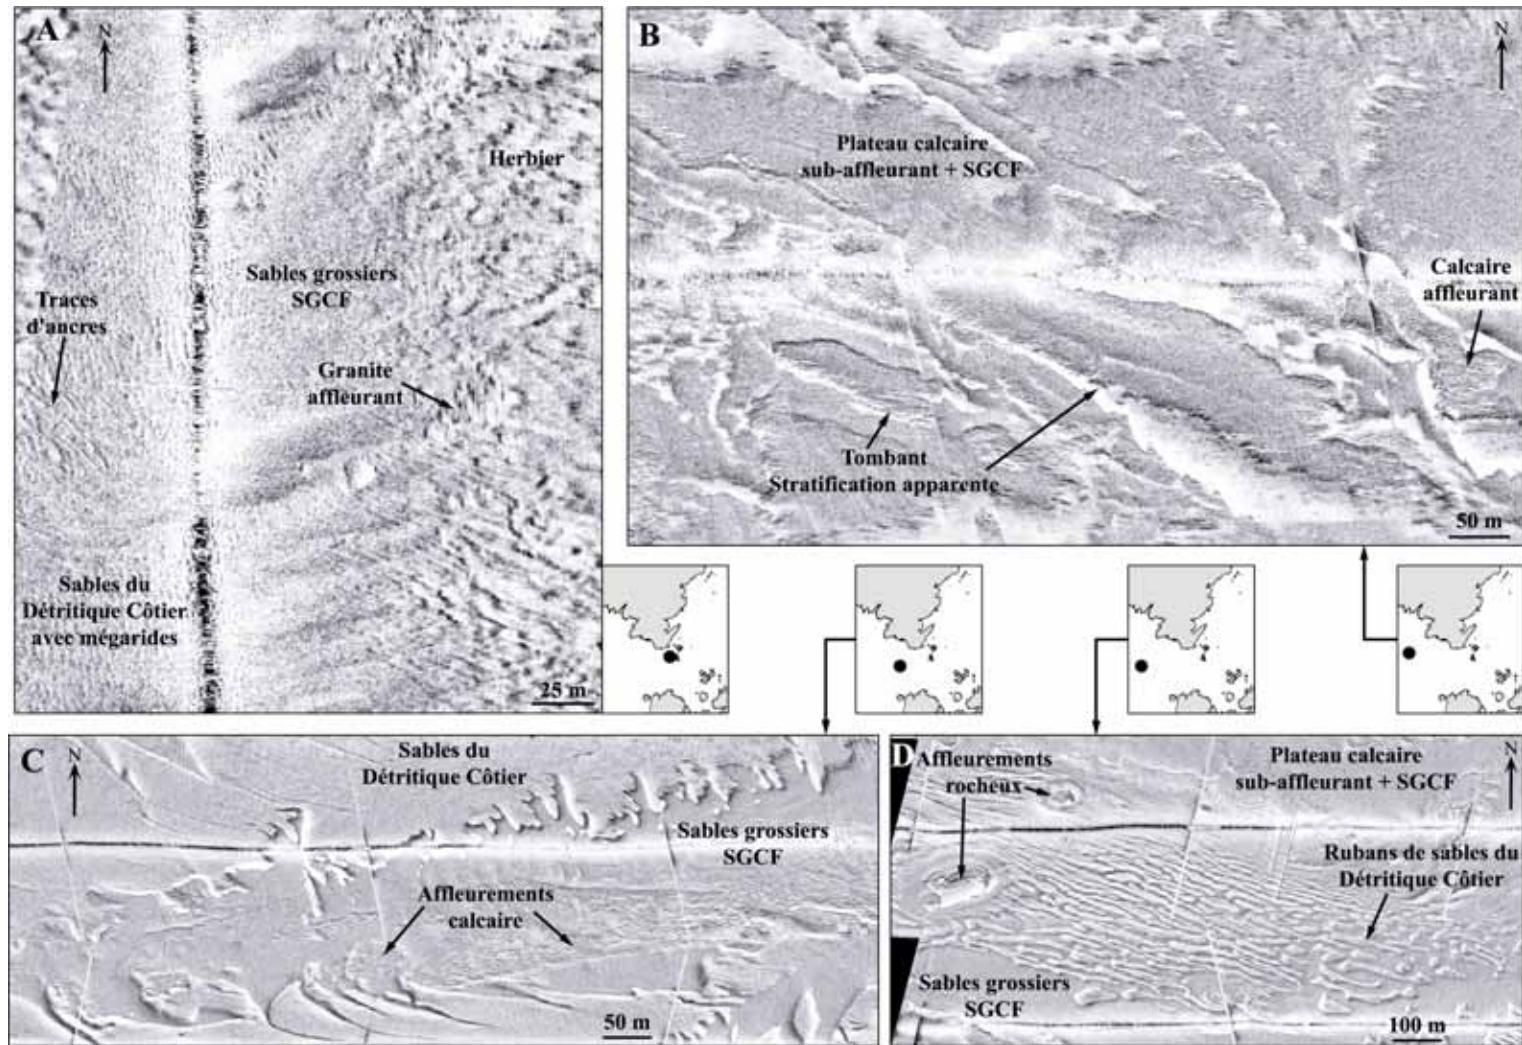 A
N
Herbier
Sables grossiers
SGCF
Traces
d'ancres
Granite
affleurant
Sables du
Détritique Côtier
avec mégarides
25 m
B
N
Plateau calcaire
sub-affleurant + SGCF
Calcaire
affleurant
Tombant
Stratification apparente
50 m
C
N
Sables du
Détritique Côtier
Sables grossiers
SGCF
Affleurements
calcaire
50 m
D
N
Affleurements
rocheux
Plateau calcaire
sub-affleurant + SGCF
Rubans de sables du
Détritique Côtier
Sables grossiers
SGCF
100 m